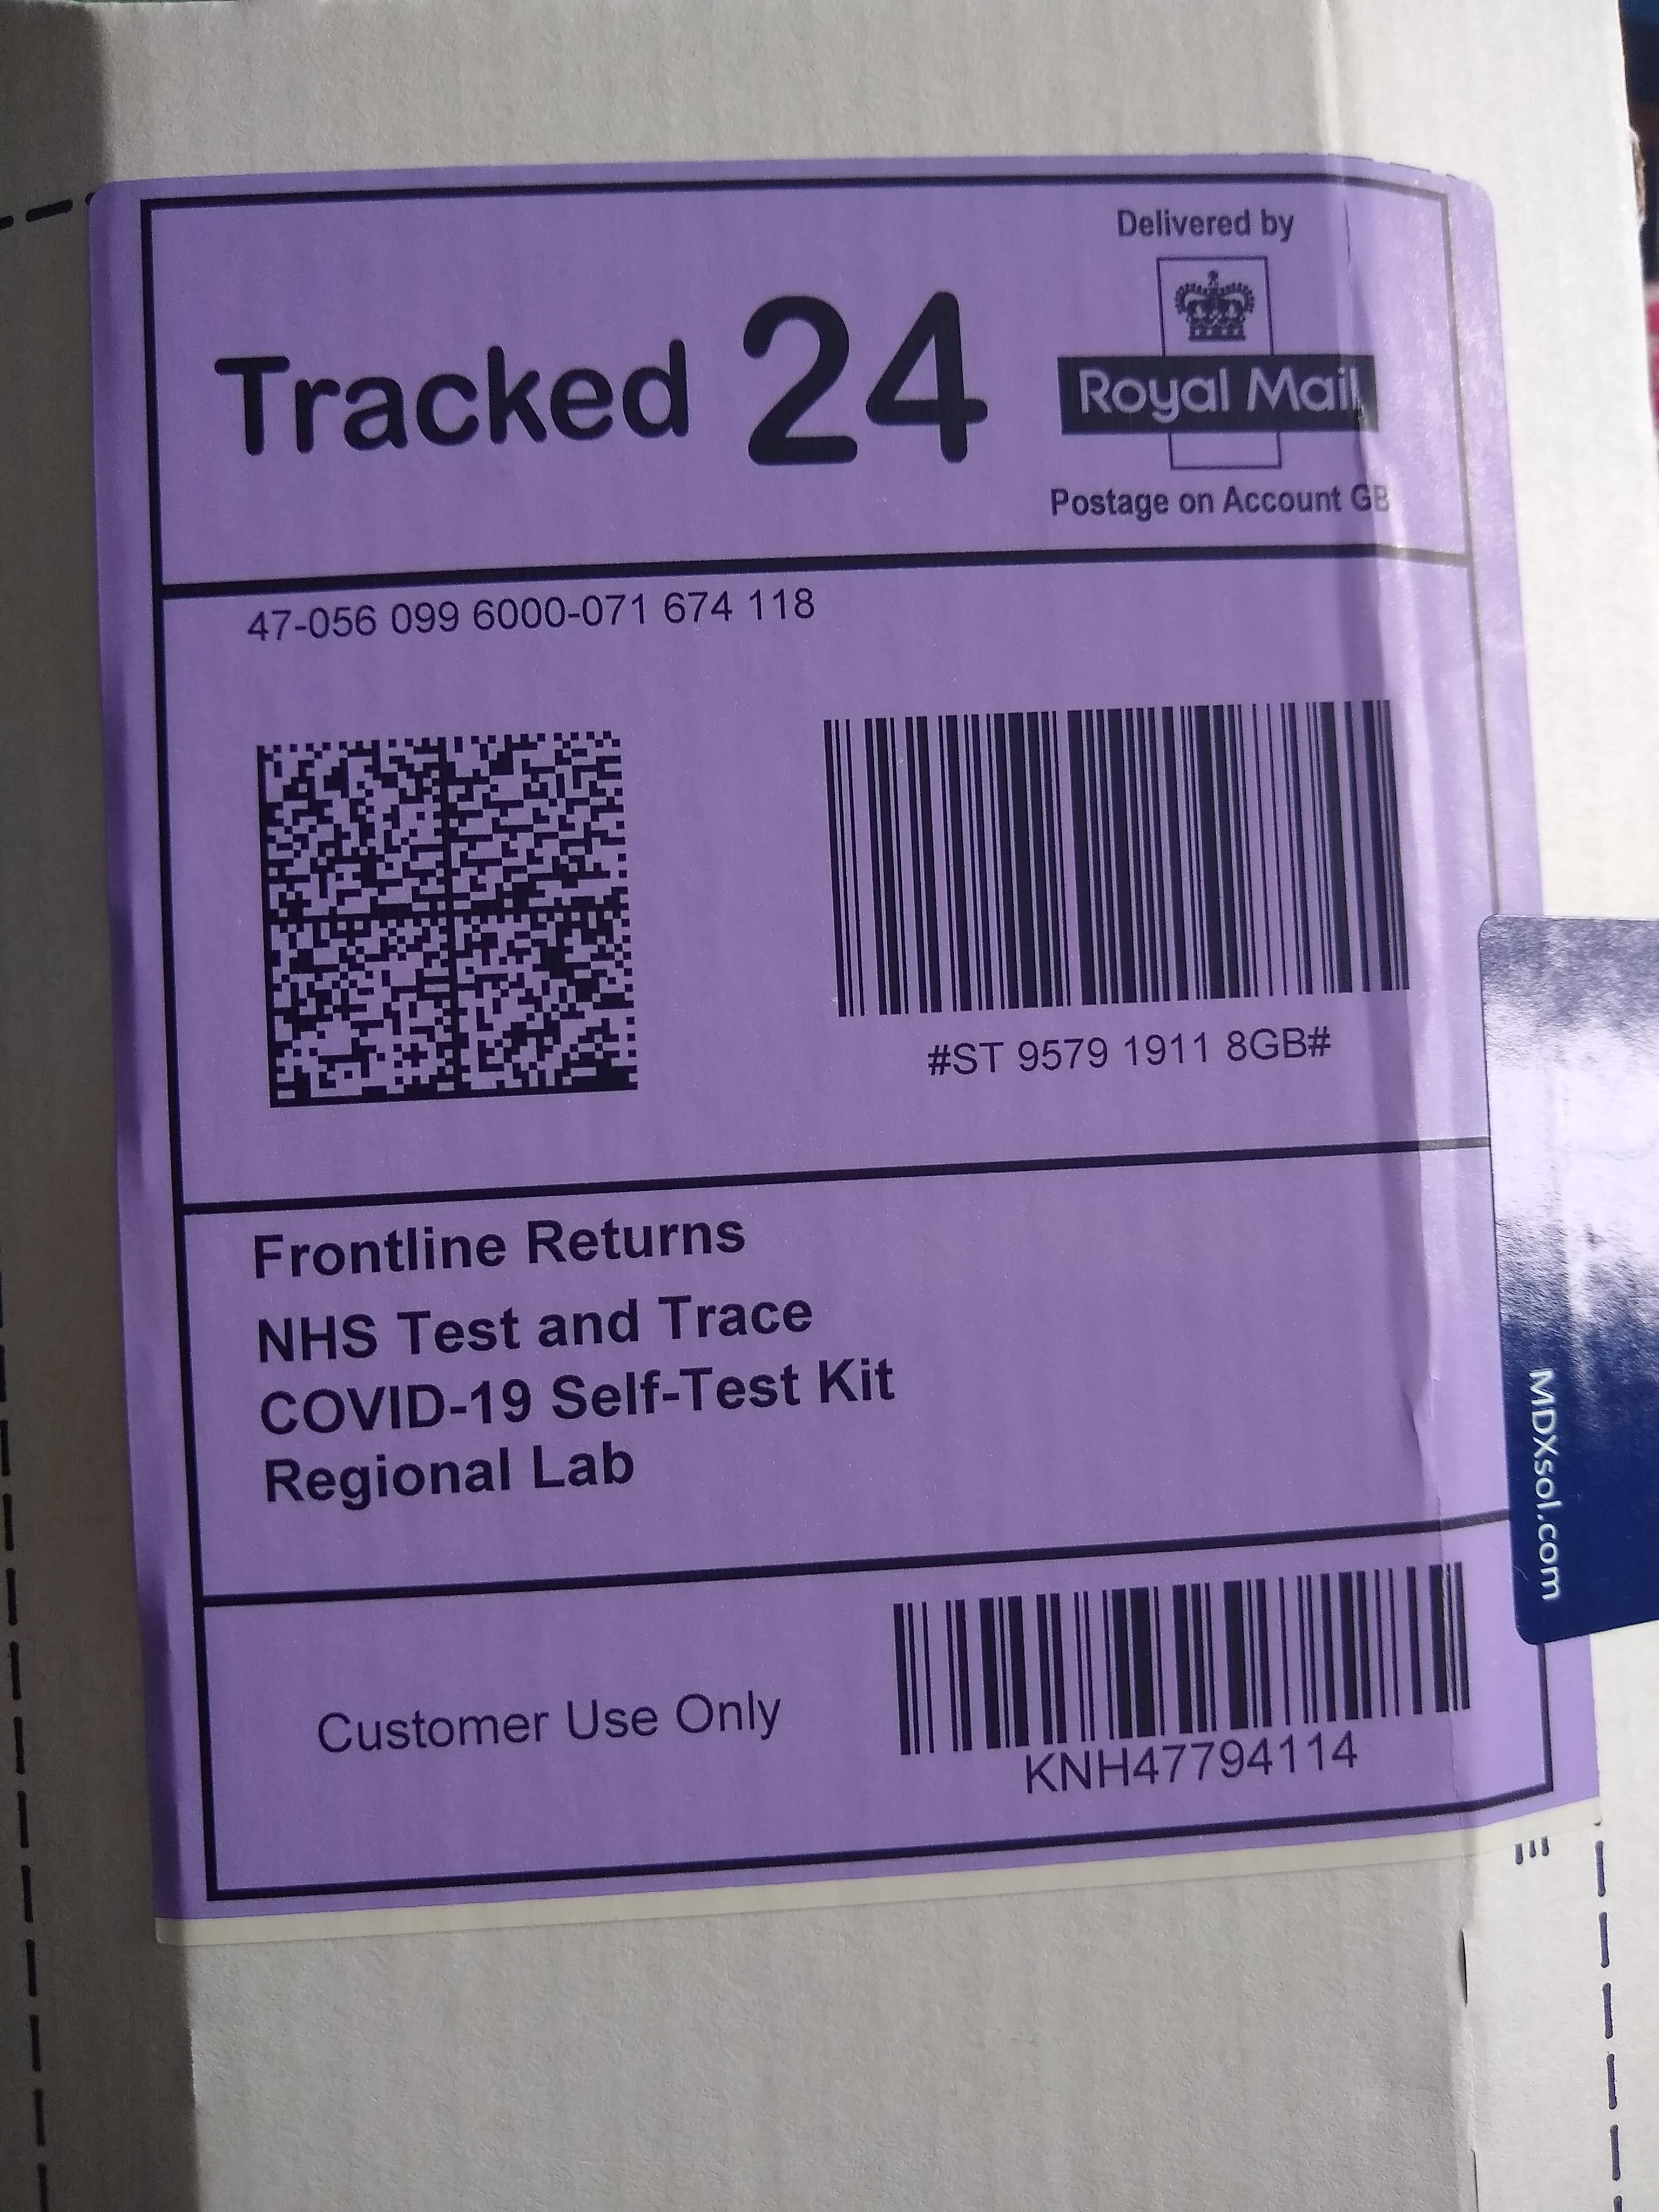 Delivered by
Tracked 24
Royal Mail
Postage on Account GB
47-056 099 6000-071 674 118
#ST 9579 1911 8GB#
Frontline Returns
NHS Test and Trace
COVID-19 Self-Test Kit
Regional Lab
MDXsol.com
Customer Use Only
KNH47794114